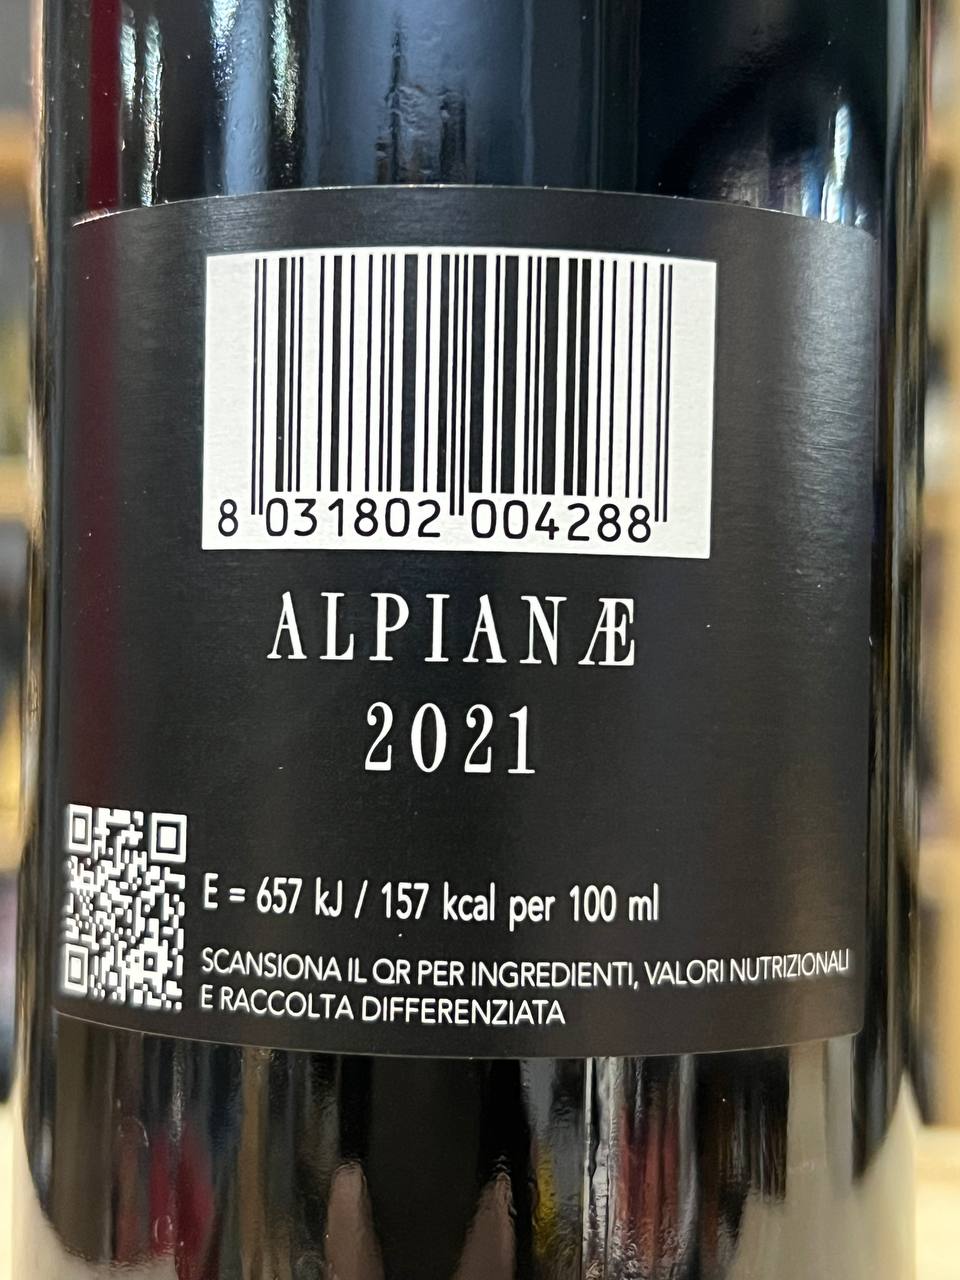 8 031802 004288
ALPIANÆ
2021
E = 657 kJ / 157 kcal per 100 ml
SCANSIONA IL QR PER INGREDIENTI, VALORI NUTRIZIONALI
E RACCOLTA DIFFERENZIATA